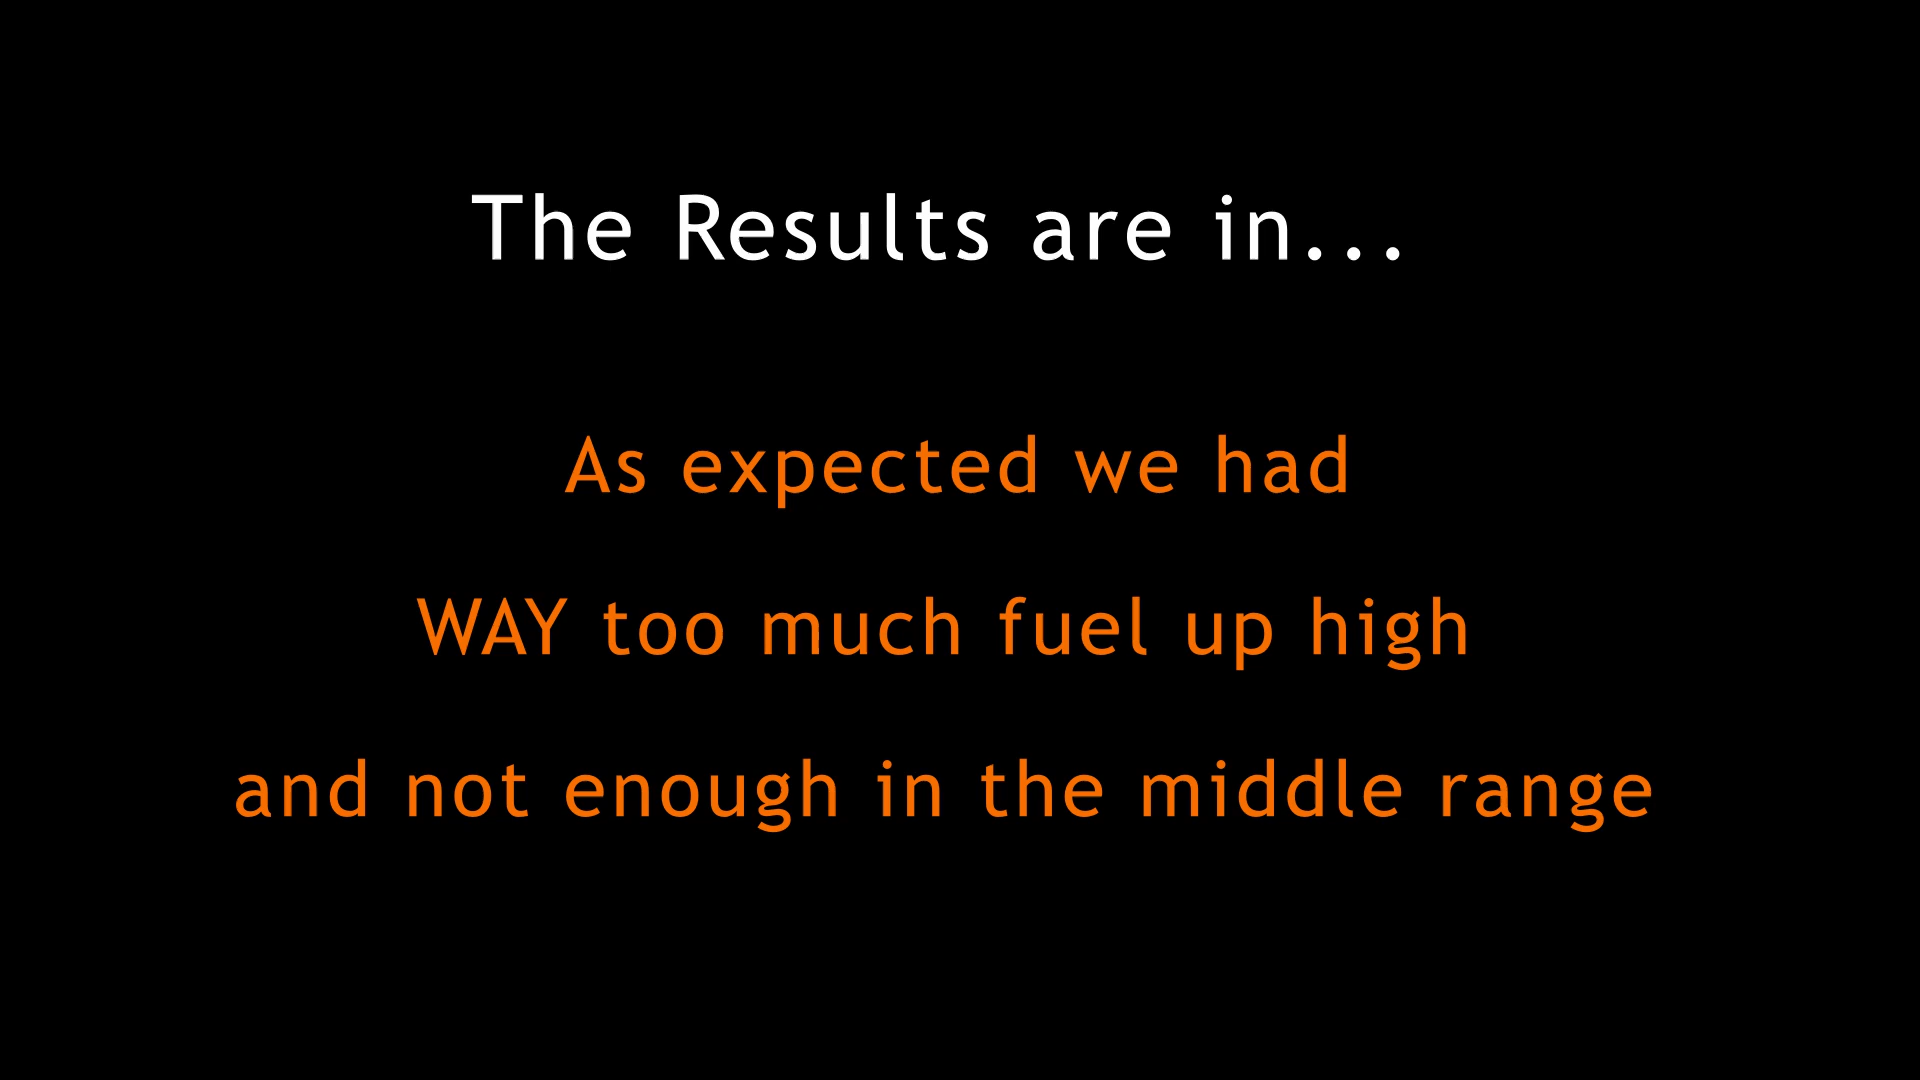 The Results are in...
As expected we had
WAY too much fuel up high
and not enough in the middle range